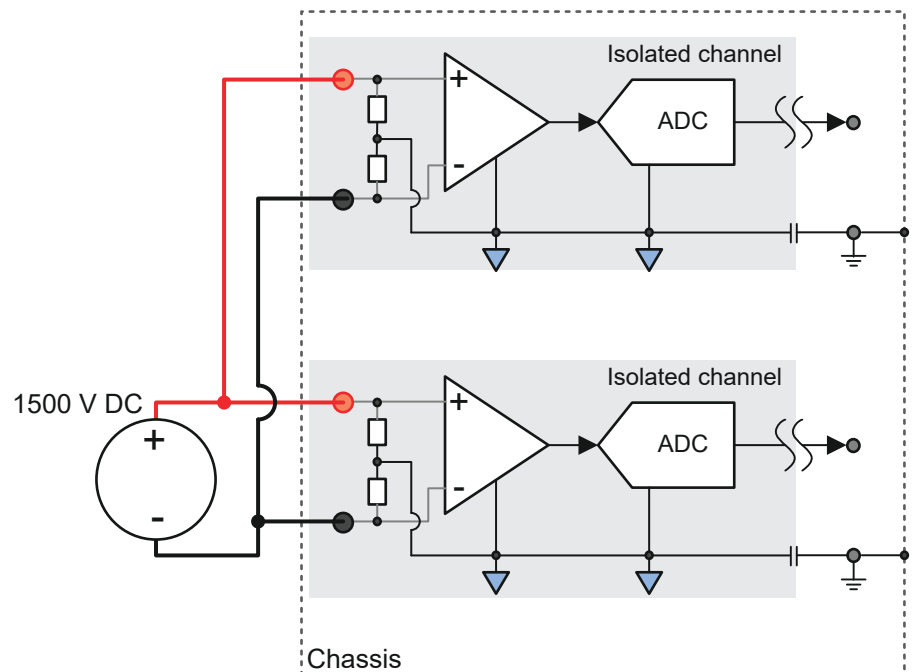 Isolated channel
+
ADC
-
Isolated channel
1500 V DC
+
ADC
+
-
-
Chassis